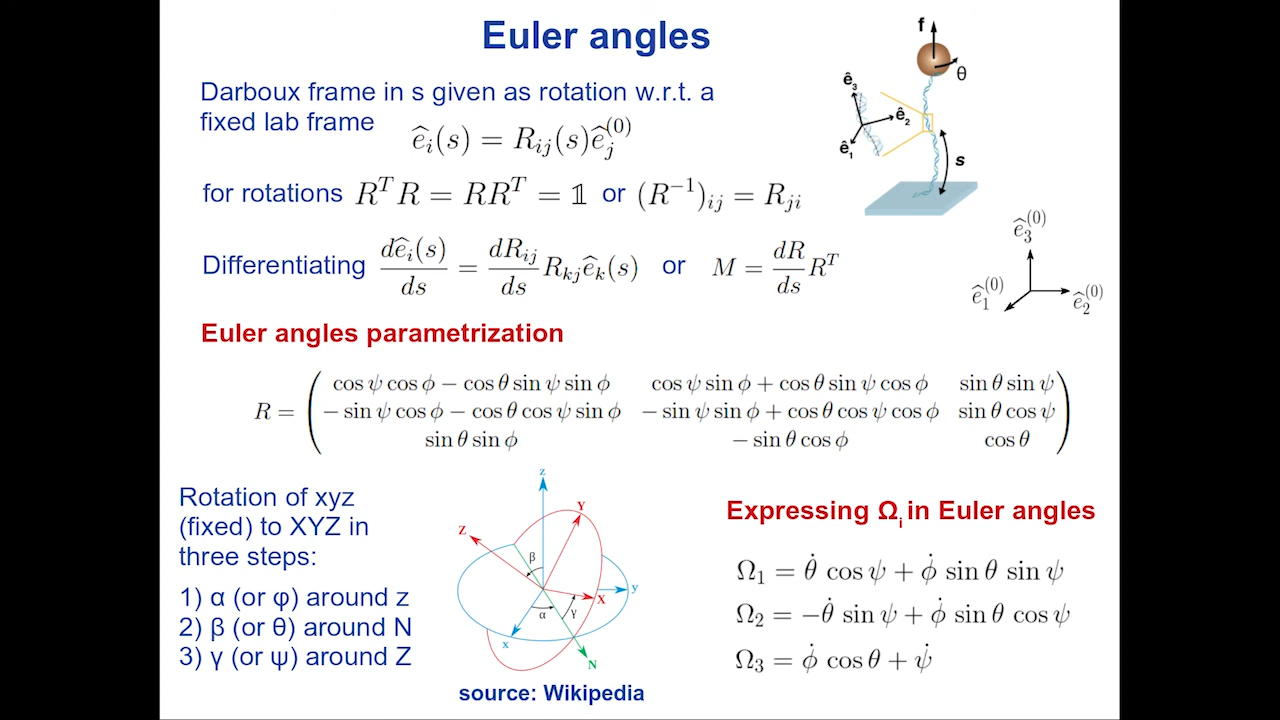 Euler angles
Darboux frame in s given as rotation w.r.t. a
fixed lab frame
ê_i(s) = R_ij(s)ê_j^(0)
for rotations R^T R = RR^T = 𝟙 or (R^−1)_ij = R_ji
Differentiating dê_i(s)/ds = dR_ij/ds R_kj ê_k(s) or M = dR/ds R^T
f
θ
ê_3
ê_2
ê_1
s
ê_3^(0)
ê_1^(0)
ê_2^(0)
Euler angles parametrization
R = ( cos ψ cos φ − cos θ sin ψ sin φ   cos ψ sin φ + cos θ sin ψ cos φ   sin θ sin ψ
− sin ψ cos φ − cos θ cos ψ sin φ   − sin ψ sin φ + cos θ cos ψ cos φ   sin θ cos ψ
sin θ sin φ   − sin θ cos φ   cos θ )
Rotation of xyz
(fixed) to XYZ in
three steps:
1) α (or φ) around z
2) β (or θ) around N
3) γ (or ψ) around Z
z
Y
Z
β
y
X
α
γ
x
N
source: Wikipedia
Expressing Ω_i in Euler angles
Ω_1 = θ̇ cos ψ + φ̇ sin θ sin ψ
Ω_2 = −θ̇ sin ψ + φ̇ sin θ cos ψ
Ω_3 = φ̇ cos θ + ψ̇